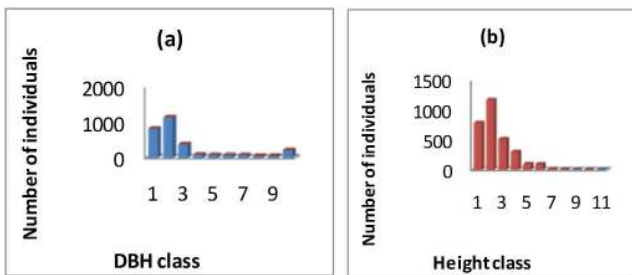 (a)
Number of individuals
2000
1000
0
1 3 5 7 9
DBH class
(b)
Number of individuals
1500
1000
500
0
1 3 5 7 9 11
Height class